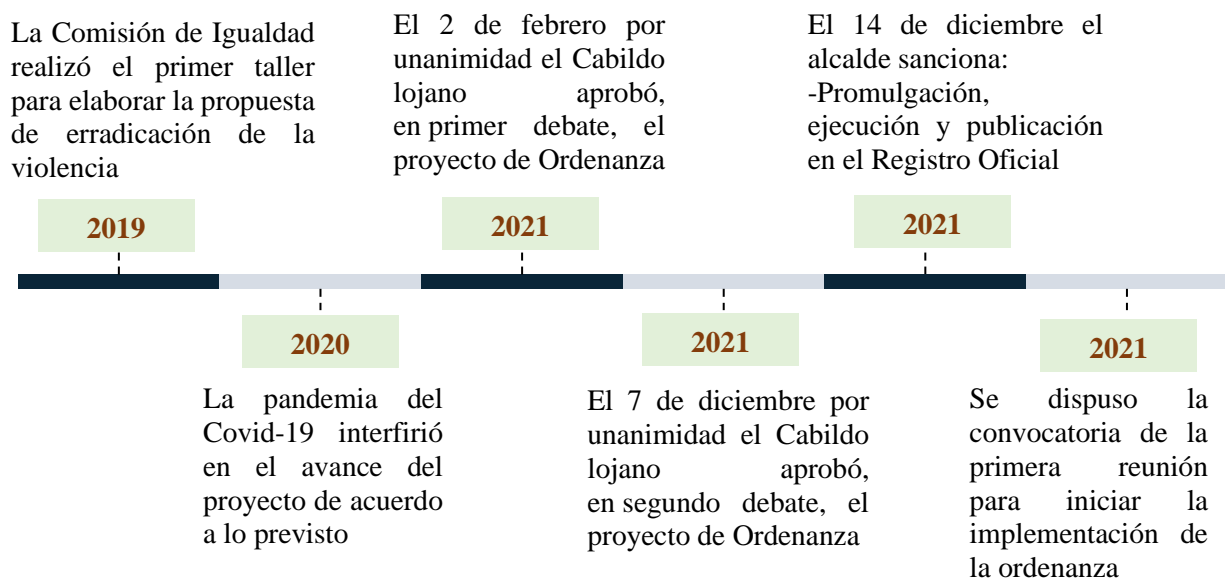 La Comisión de Igualdad
realizó el primer taller
para elaborar la propuesta
de erradicación de la
violencia
2019
La pandemia del
Covid-19 interfirió
en el avance del
proyecto de acuerdo
a lo previsto
2020
El 2 de febrero por
unanimidad el Cabildo
lojano aprobó,
en primer debate, el
proyecto de Ordenanza
2021
2021
El 7 de diciembre por
unanimidad el Cabildo
lojano aprobó,
en segundo debate, el
proyecto de Ordenanza
El 14 de diciembre el
alcalde sanciona:
-Promulgación,
ejecución y publicación
en el Registro Oficial
2021
2021
Se dispuso la
convocatoria de la
primera reunión
para iniciar la
implementación de
la ordenanza